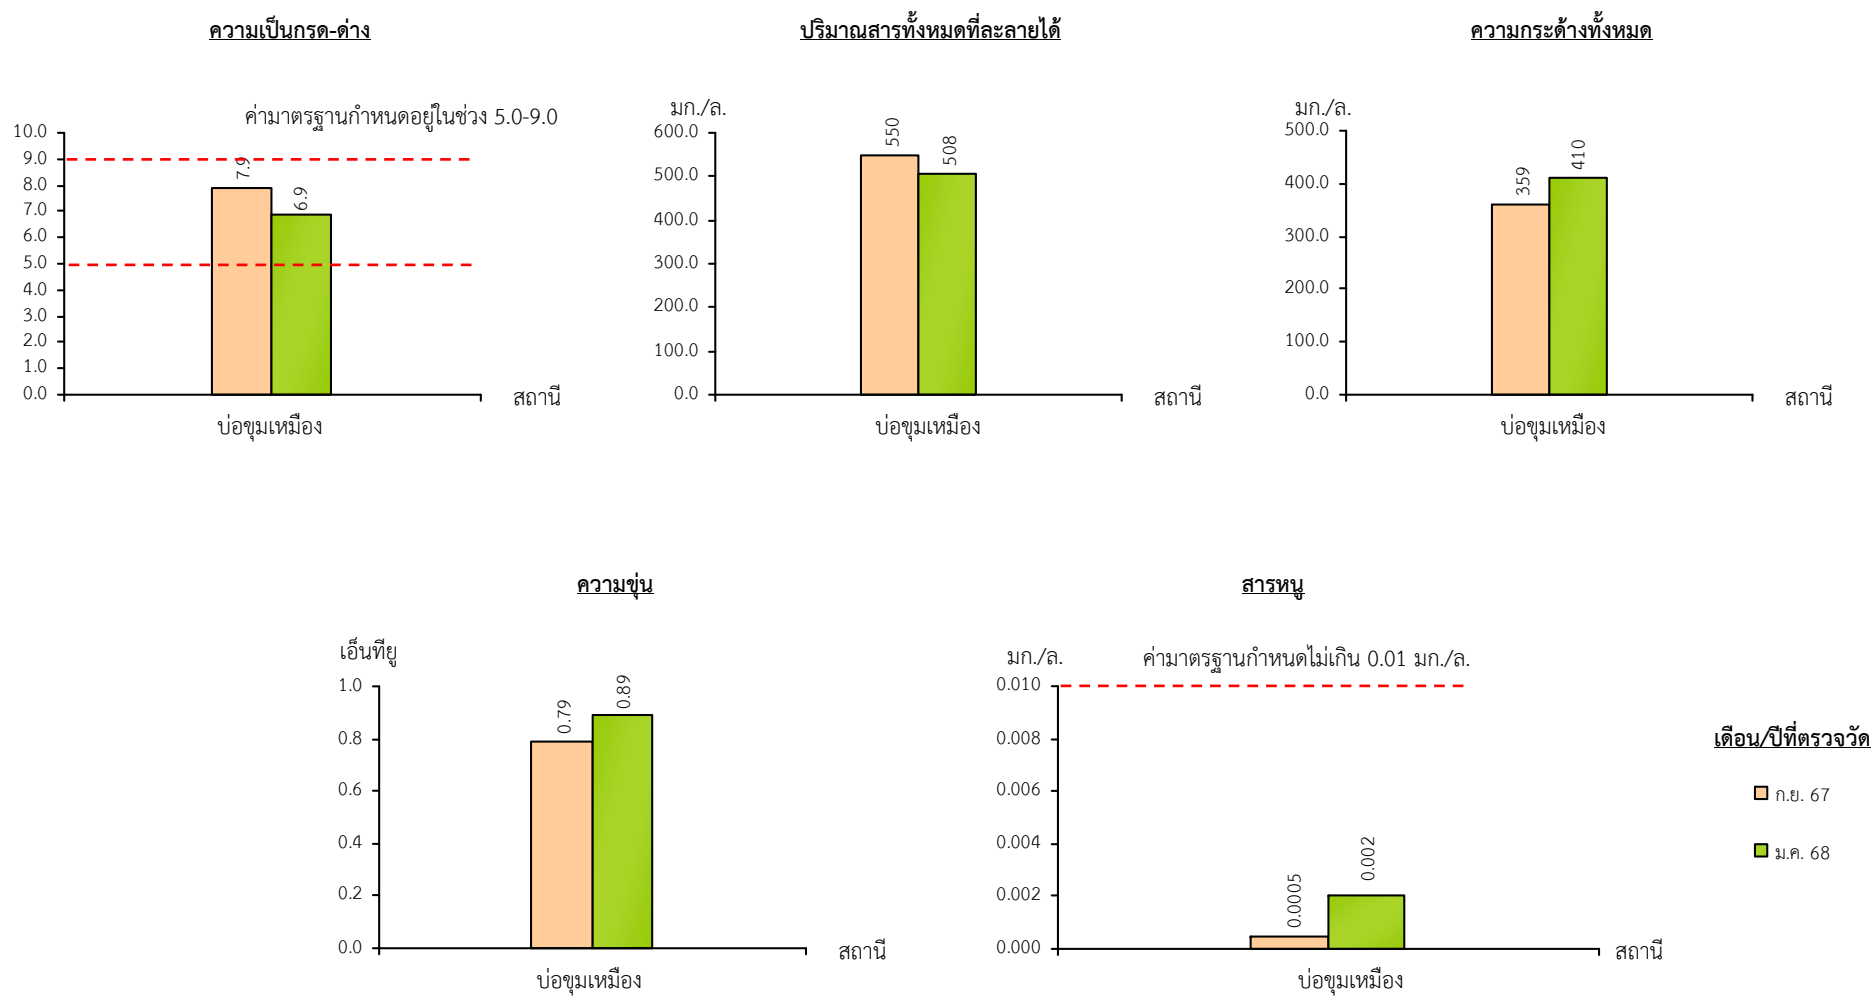 ความเป็นกรด-ด่าง
ค่ามาตรฐานกำหนดอยู่ในช่วง 5.0-9.0
10.0
9.0
8.0
7.0
6.0
5.0
4.0
3.0
2.0
1.0
0.0
7.9
6.9
สถานี
บ่อขุมเหมือง
ปริมาณสารทั้งหมดที่ละลายได้
มก./ล.
600.0
500.0
400.0
300.0
200.0
100.0
0.0
550
508
สถานี
บ่อขุมเหมือง
ความกระด้างทั้งหมด
มก./ล.
500.0
400.0
300.0
200.0
100.0
0.0
359
410
สถานี
บ่อขุมเหมือง
ความขุ่น
เอ็นทียู
1.0
0.8
0.6
0.4
0.2
0.0
0.79
0.89
สถานี
บ่อขุมเหมือง
สารหนู
มก./ล.
ค่ามาตรฐานกำหนดไม่เกิน 0.01 มก./ล.
0.010
0.008
0.006
0.004
0.002
0.000
0.0005
0.002
สถานี
บ่อขุมเหมือง
เดือน/ปีที่ตรวจวัด
ก.ย. 67
ม.ค. 68